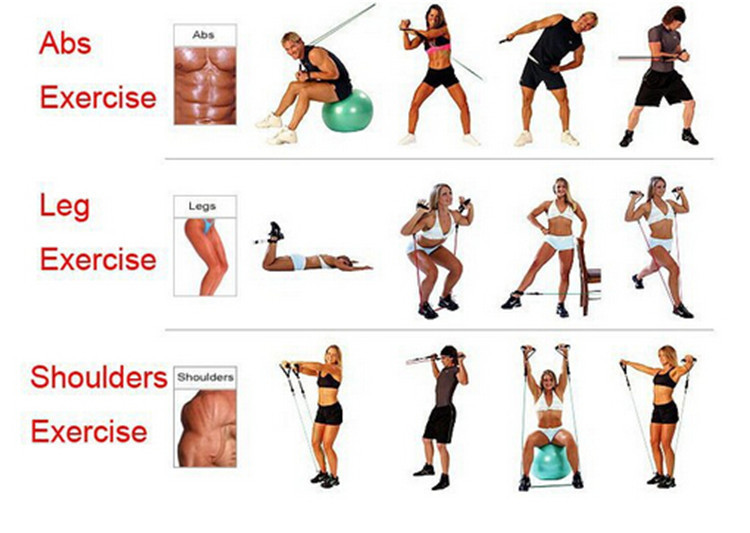 Abs
Exercise
Abs
Leg
Exercise
Legs
Shoulders
Exercise
Shoulders